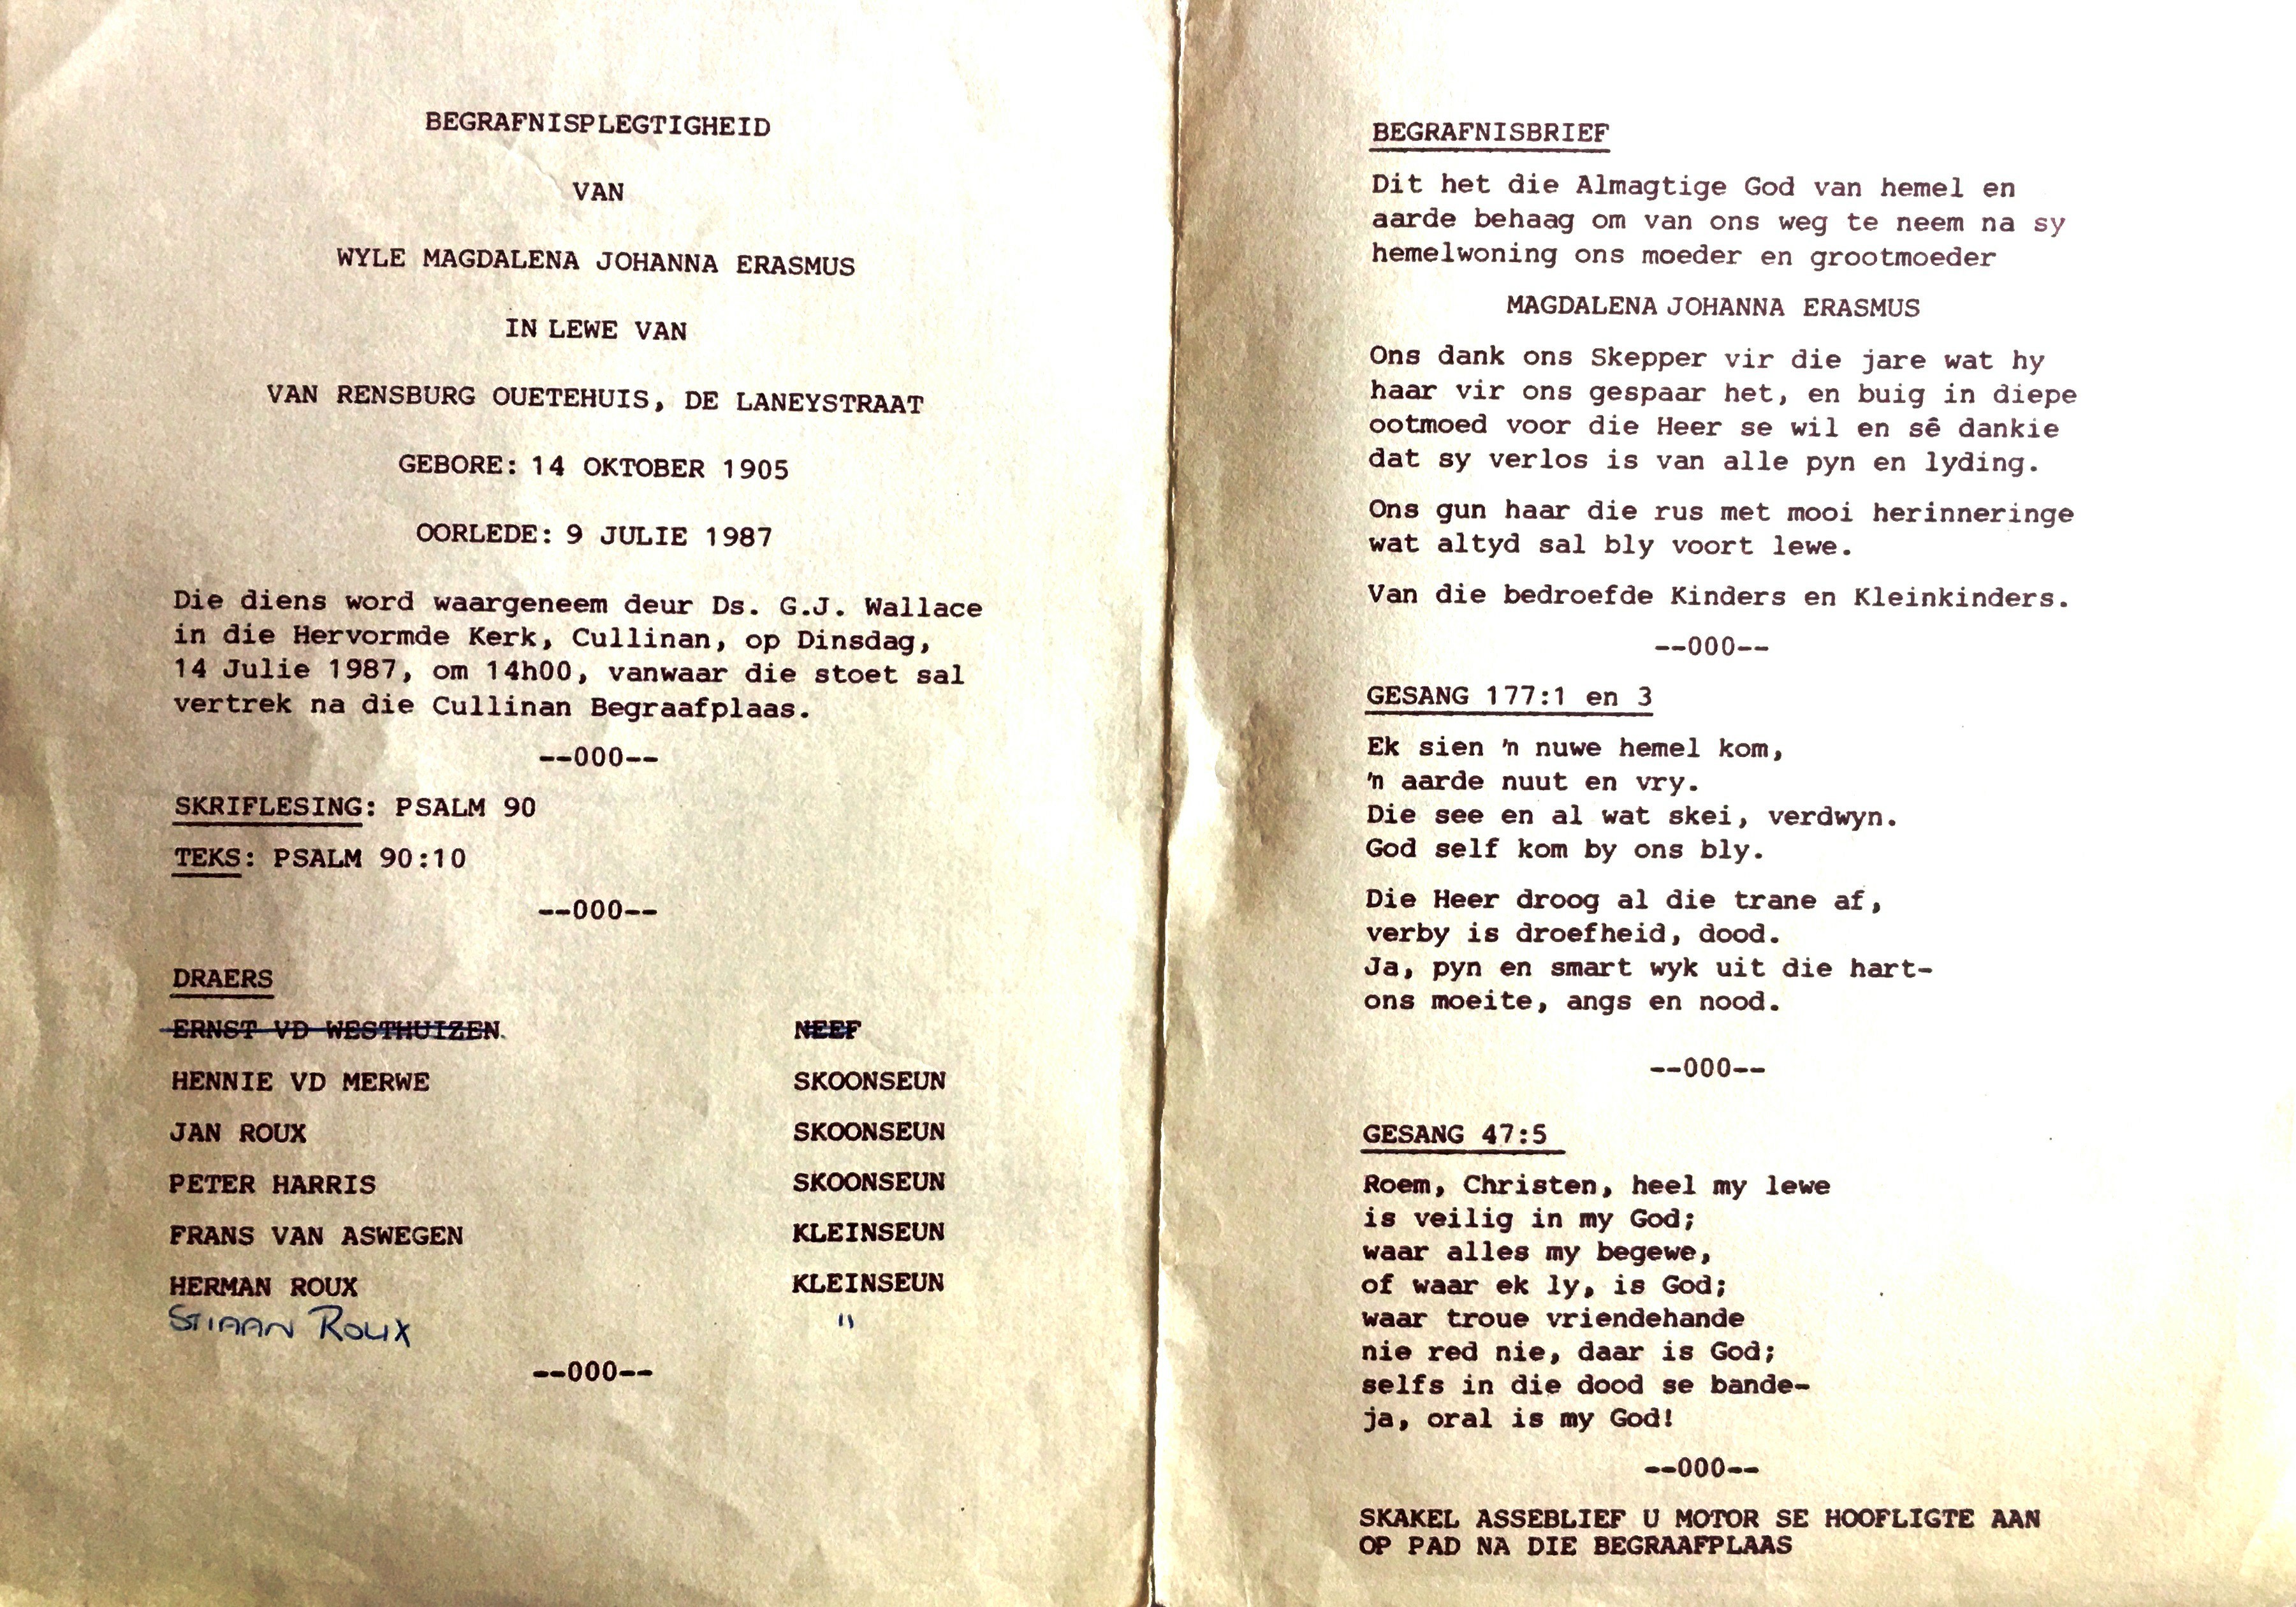 BEGRAFNISPLEGTIGHEID
VAN
WYLE MAGDALENA JOHANNA ERASMUS
IN LEWE VAN
VAN RENSBURG OUETEHUIS, DE LANEYSTRAAT
GEBORE: 14 OKTOBER 1905
OORLEDE: 9 JULIE 1987
Die diens word waargeneem deur Ds. G.J. Wallace
in die Hervormde Kerk, Cullinan, op Dinsdag,
14 Julie 1987, om 14h00, vanwaar die stoet sal
vertrek na die Cullinan Begraafplaas.
--000--
SKRIFLESING: PSALM 90
TEKS: PSALM 90:10
--000--
DRAERS
ERNST VD WESTHUIZEN. NEEF
HENNIE VD MERWE SKOONSEUN
JAN ROUX SKOONSEUN
PETER HARRIS SKOONSEUN
FRANS VAN ASWEGEN KLEINSEUN
HERMAN ROUX KLEINSEUN
STIAAN ROUX "
--000--
BEGRAFNISBRIEF
Dit het die Almagtige God van hemel en
aarde behaag om van ons weg te neem na sy
hemelwoning ons moeder en grootmoeder
MAGDALENA JOHANNA ERASMUS
Ons dank ons Skepper vir die jare wat hy
haar vir ons gespaar het, en buig in diepe
ootmoed voor die Heer se wil en sê dankie
dat sy verlos is van alle pyn en lyding.
Ons gun haar die rus met mooi herinneringe
wat altyd sal bly voort lewe.
Van die bedroefde Kinders en Kleinkinders.
--000--
GESANG 177:1 en 3
Ek sien 'n nuwe hemel kom,
'n aarde nuut en vry.
Die see en al wat skei, verdwyn.
God self kom by ons bly.
Die Heer droog al die trane af,
verby is droefheid, dood.
Ja, pyn en smart wyk uit die hart-
ons moeite, angs en nood.
--000--
GESANG 47:5
Roem, Christen, heel my lewe
is veilig in my God;
waar alles my begewe,
of waar ek ly, is God;
waar troue vriendehande
nie red nie, daar is God;
selfs in die dood se bande-
ja, oral is my God!
--000--
SKAKEL ASSEBLIEF U MOTOR SE HOOFLIGTE AAN
OP PAD NA DIE BEGRAAFPLAAS